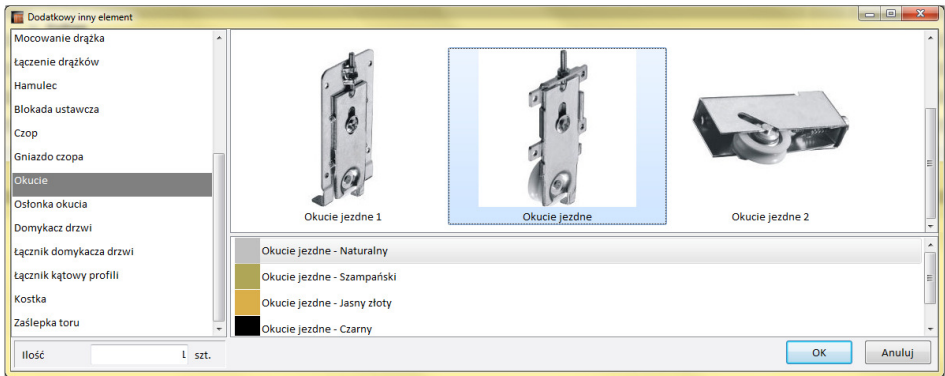 Dodatkowy inny element
Mocowanie drążka
Łączenie drążków
Hamulec
Blokada ustawcza
Czop
Gniazdo czopa
Okucie
Osłonka okucia
Domykacz drzwi
Łącznik domykacza drzwi
Łącznik kątowy profili
Kostka
Zaślepka toru
Okucie jezdne 1
Okucie jezdne
Okucie jezdne 2
Okucie jezdne - Naturalny
Okucie jezdne - Szampański
Okucie jezdne - Jasny złoty
Okucie jezdne - Czarny
Ilość 1 szt.
OK Anuluj